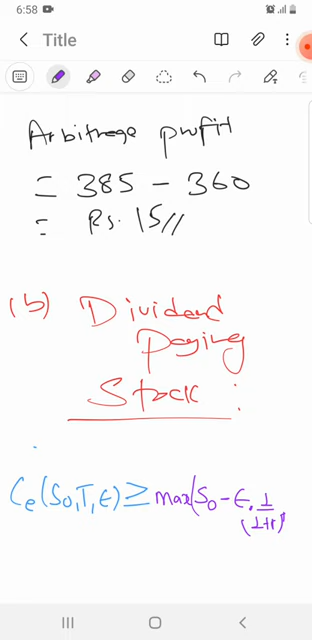 6:58
Title
Arbitrage profit
= 385 - 360
= Rs. 15//
(b) Dividend
Paying
Stock :
Ce(S0,T,E) ≥ max(S0 - E. 1
(1+r)